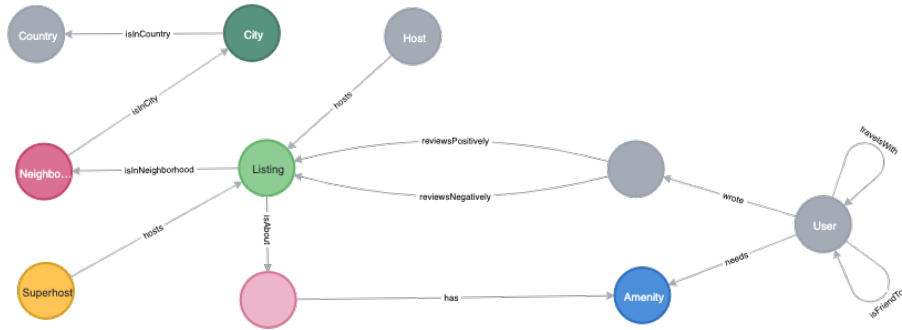 Country
isInCountry
City
Host
isInCity
hosts
reviewsPositively
travelsWith
Neighbo...
isInNeighborhood
Listing
reviewsNegatively
wrote
User
hosts
isAbout
needs
Superhost
has
Amenity
isFriendTo